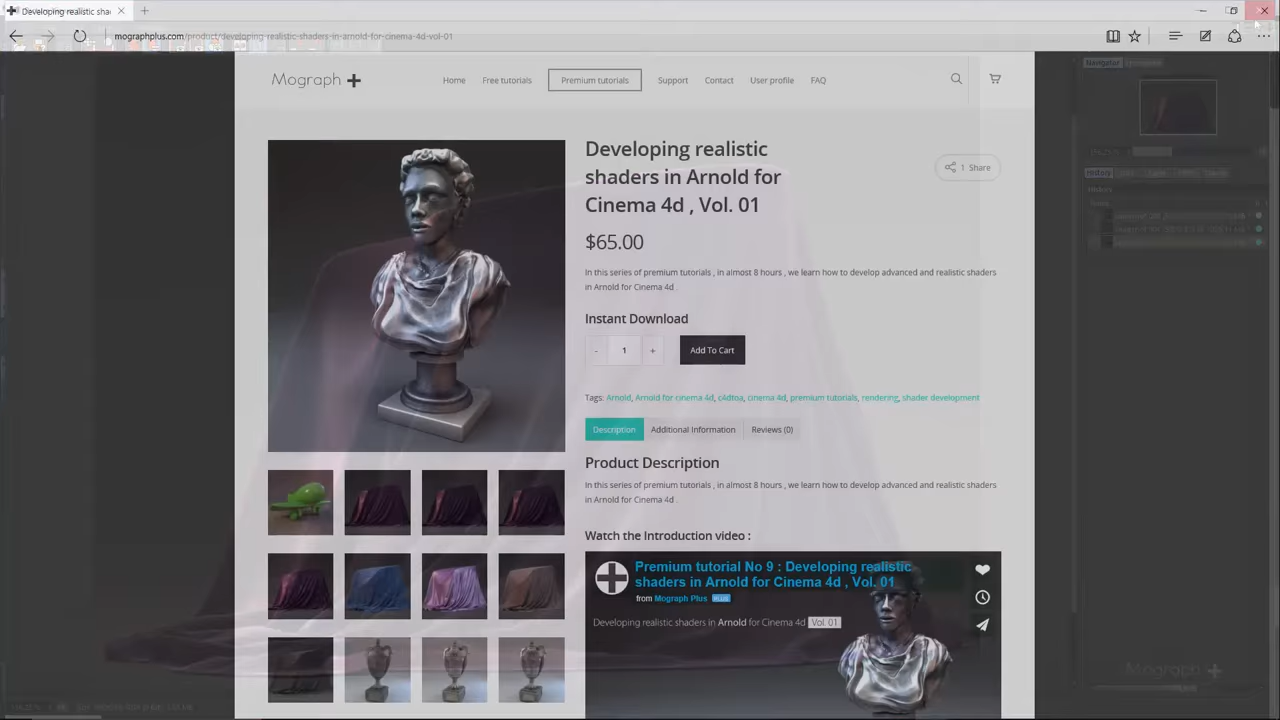 Developing realistic sha
mographplus.com/product/developing-realistic-shaders-in-arnold-for-cinema-4d-vol-01
Mograph
Home Free tutorials Premium tutorials Support Contact User profile FAQ
Navigator
Developing realistic
shaders in Arnold for
Cinema 4d , Vol. 01
1 Share
$65.00
In this series of premium tutorials , in almost 8 hours , we learn how to develop advanced and realistic shaders
in Arnold for Cinema 4d .
Instant Download
- 1 + Add To Cart
Tags: Arnold, Arnold for cinema 4d, c4dtoa, cinema 4d, premium tutorials, rendering, shader development
Description Additional Information Reviews (0)
Product Description
In this series of premium tutorials , in almost 8 hours , we learn how to develop advanced and realistic shaders
in Arnold for Cinema 4d .
Watch the Introduction video :
Premium tutorial No 9 : Developing realistic
shaders in Arnold for Cinema 4d , Vol. 01
from Mograph Plus PLUS
Developing realistic shaders in Arnold for Cinema 4d Vol. 01
History
Mograph